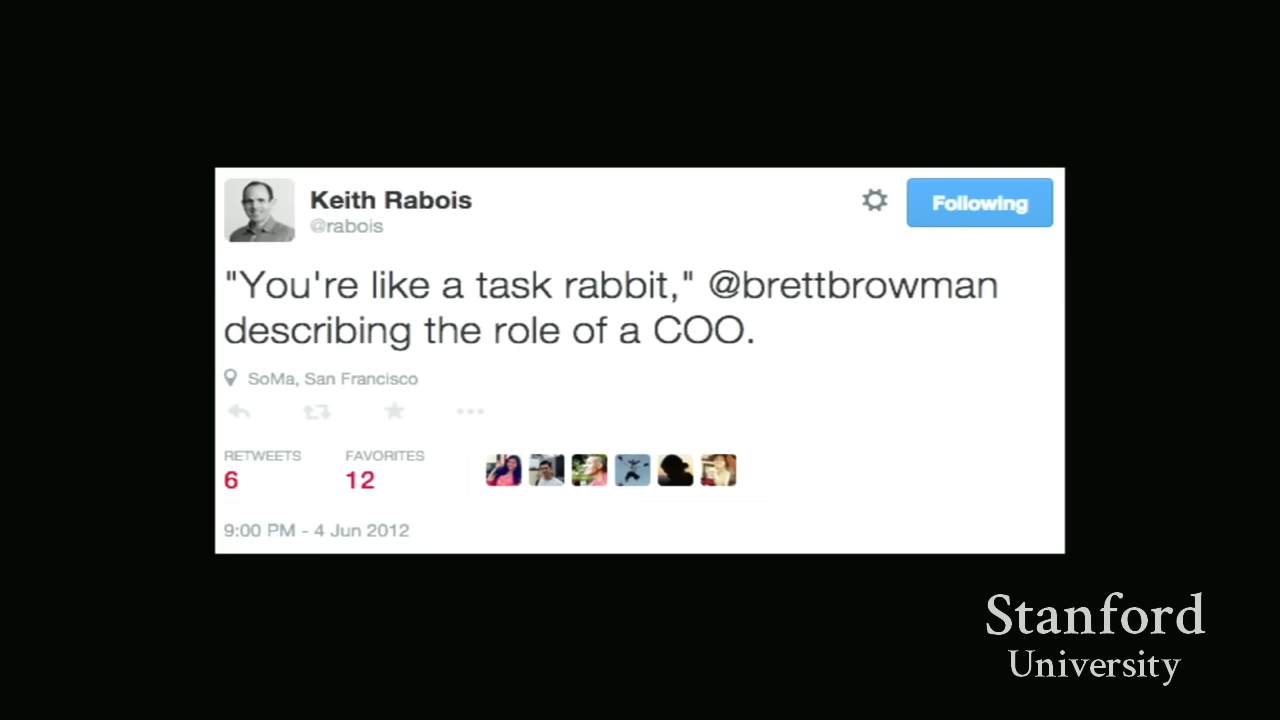 Keith Rabois
@rabois
Following
"You're like a task rabbit," @brettbrowman
describing the role of a COO.
SoMa, San Francisco
RETWEETS FAVORITES
6 12
9:00 PM - 4 Jun 2012
Stanford
University